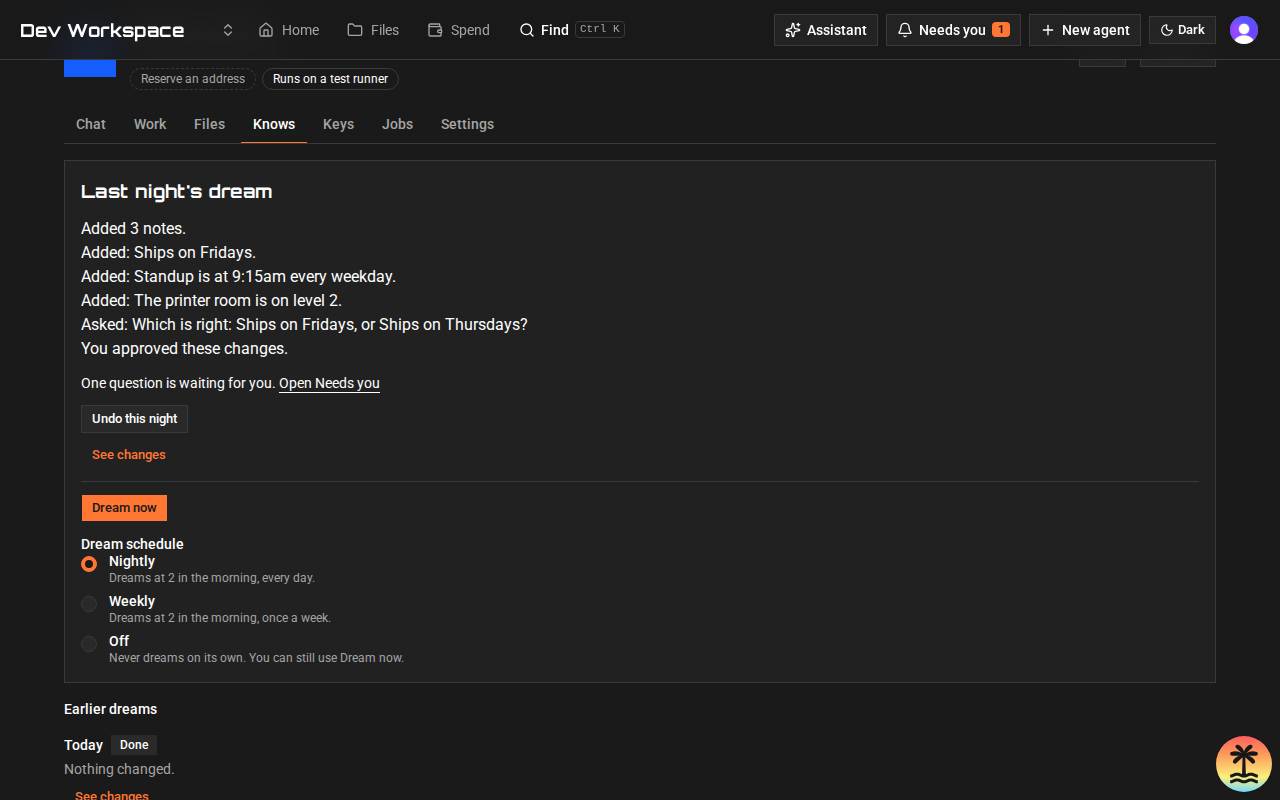 Dev Workspace
Home
Files
Spend
Find Ctrl K
Assistant
Needs you 1
New agent
Dark
Reserve an address
Runs on a test runner
Chat
Work
Files
Knows
Keys
Jobs
Settings
Last night's dream
Added 3 notes.
Added: Ships on Fridays.
Added: Standup is at 9:15am every weekday.
Added: The printer room is on level 2.
Asked: Which is right: Ships on Fridays, or Ships on Thursdays?
You approved these changes.
One question is waiting for you. Open Needs you
Undo this night
See changes
Dream now
Dream schedule
Nightly
Dreams at 2 in the morning, every day.
Weekly
Dreams at 2 in the morning, once a week.
Off
Never dreams on its own. You can still use Dream now.
Earlier dreams
Today Done
Nothing changed.
See changes